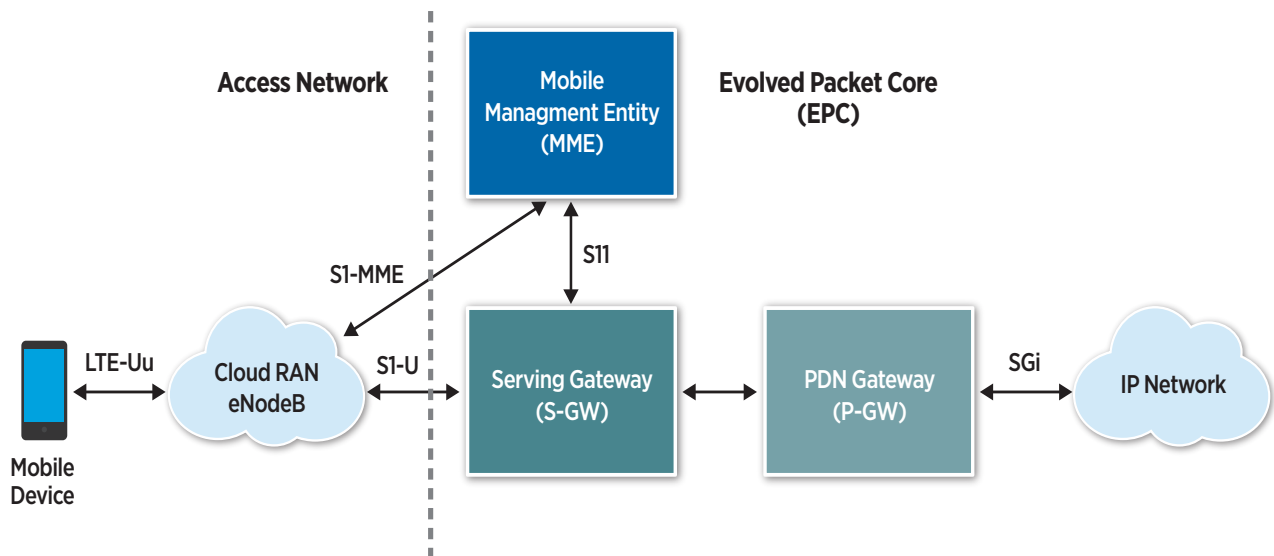 Access Network
Mobile
Managment Entity
(MME)
Evolved Packet Core
(EPC)
S1-MME
S11
LTE-Uu
Cloud RAN
eNodeB
S1-U
Serving Gateway
(S-GW)
PDN Gateway
(P-GW)
SGi
IP Network
Mobile
Device